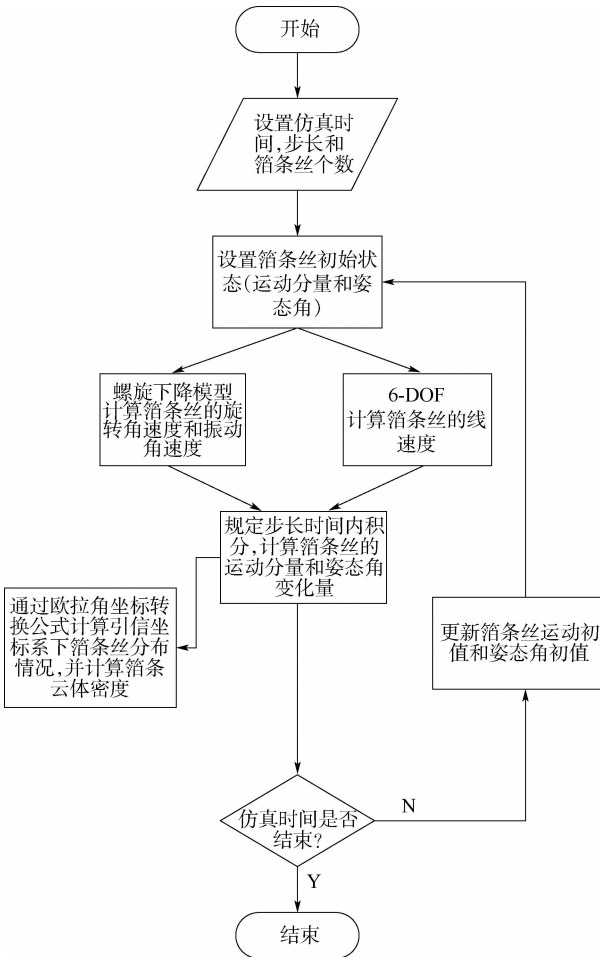 开始
设置仿真时
间,步长和
箔条丝个数
设置箔条丝初始状
态(运动分量和姿
态角)
螺旋下降模型
计算箔条丝的旋
转角速度和振动
角速度
6-DOF
计算箔条丝的线
速度
规定步长时间内积
分,计算箔条丝的
运动分量和姿态角
变化量
通过欧拉角坐标转
换公式计算引信坐
标系下箔条丝分布
情况,并计算箔条
云体密度
更新箔条丝运动初
值和姿态角初值
仿真时间是否
结束?
N
Y
结束